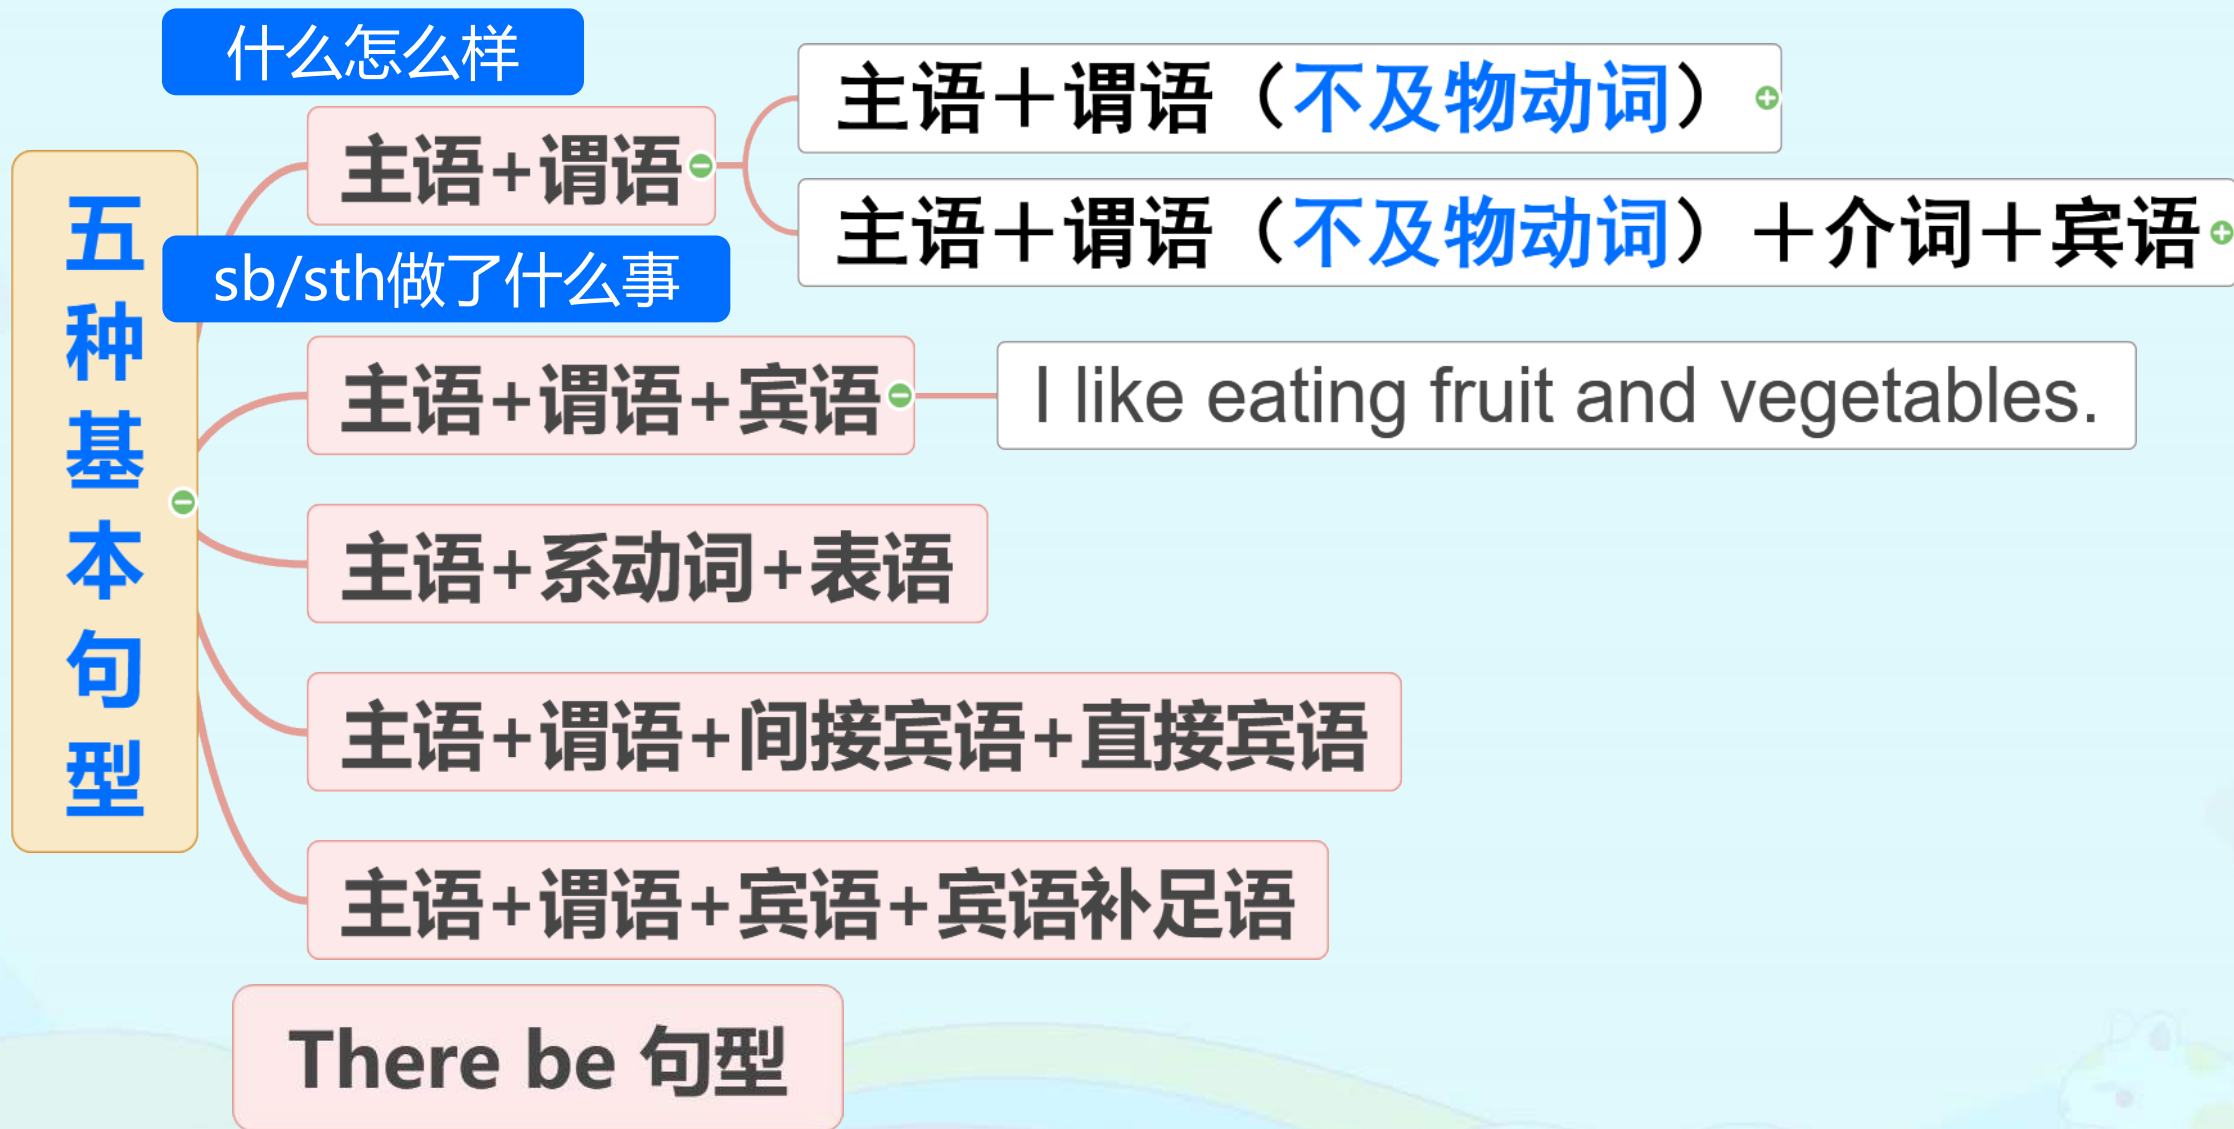 什么怎么样
五种基本句型
主语+谓语
主语＋谓语（不及物动词）
主语＋谓语（不及物动词）＋介词＋宾语
sb/sth做了什么事
主语+谓语+宾语
I like eating fruit and vegetables.
主语+系动词+表语
主语+谓语+间接宾语+直接宾语
主语+谓语+宾语+宾语补足语
There be 句型